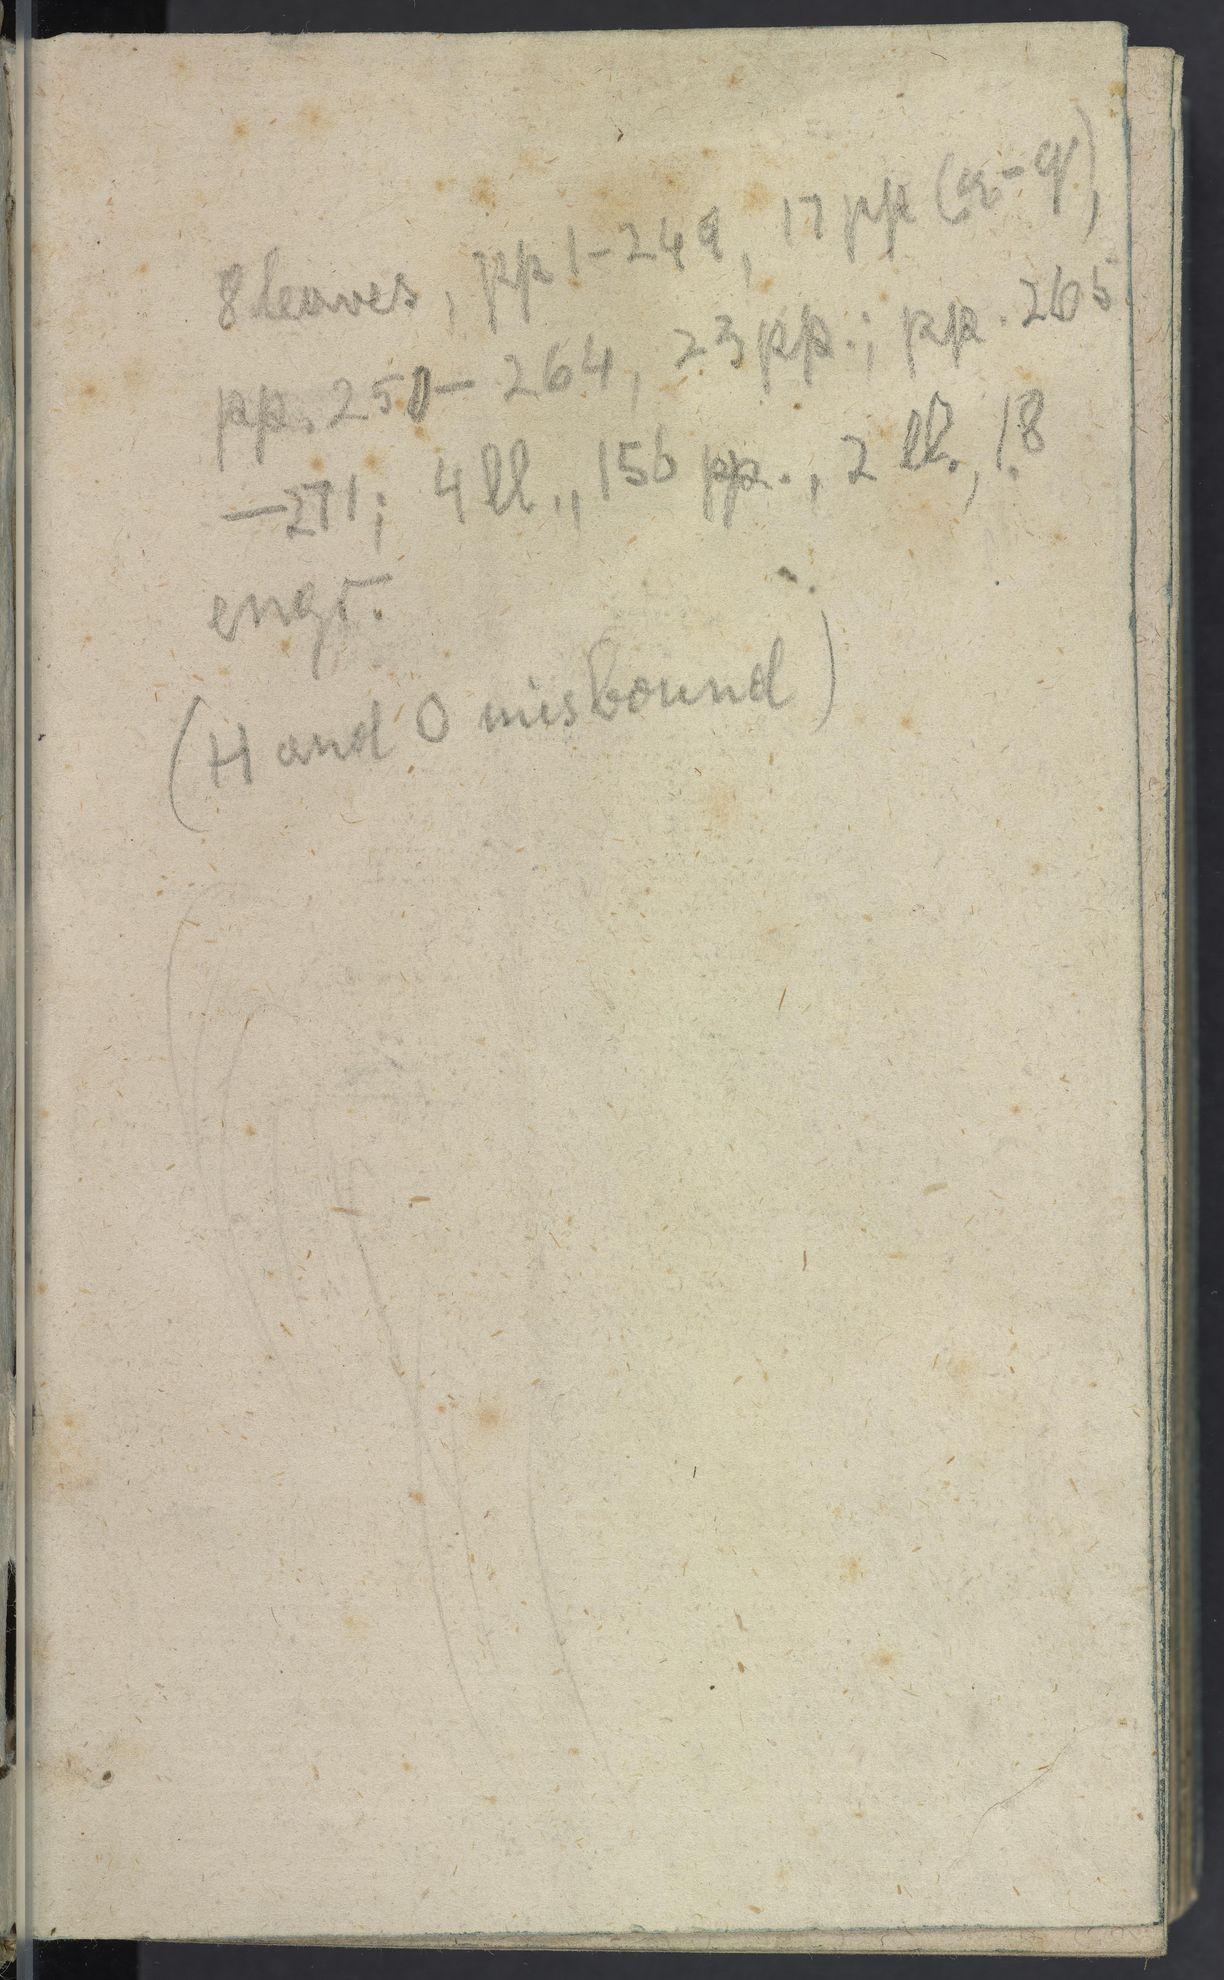 8 leaves, pp 1-249, 17 pp (a-q),
pp. 250- 264, 23 pp.; pp. 265
-271; 4 ll., 156 pp., 2 ll., 18
engr.
(H and O misbound)